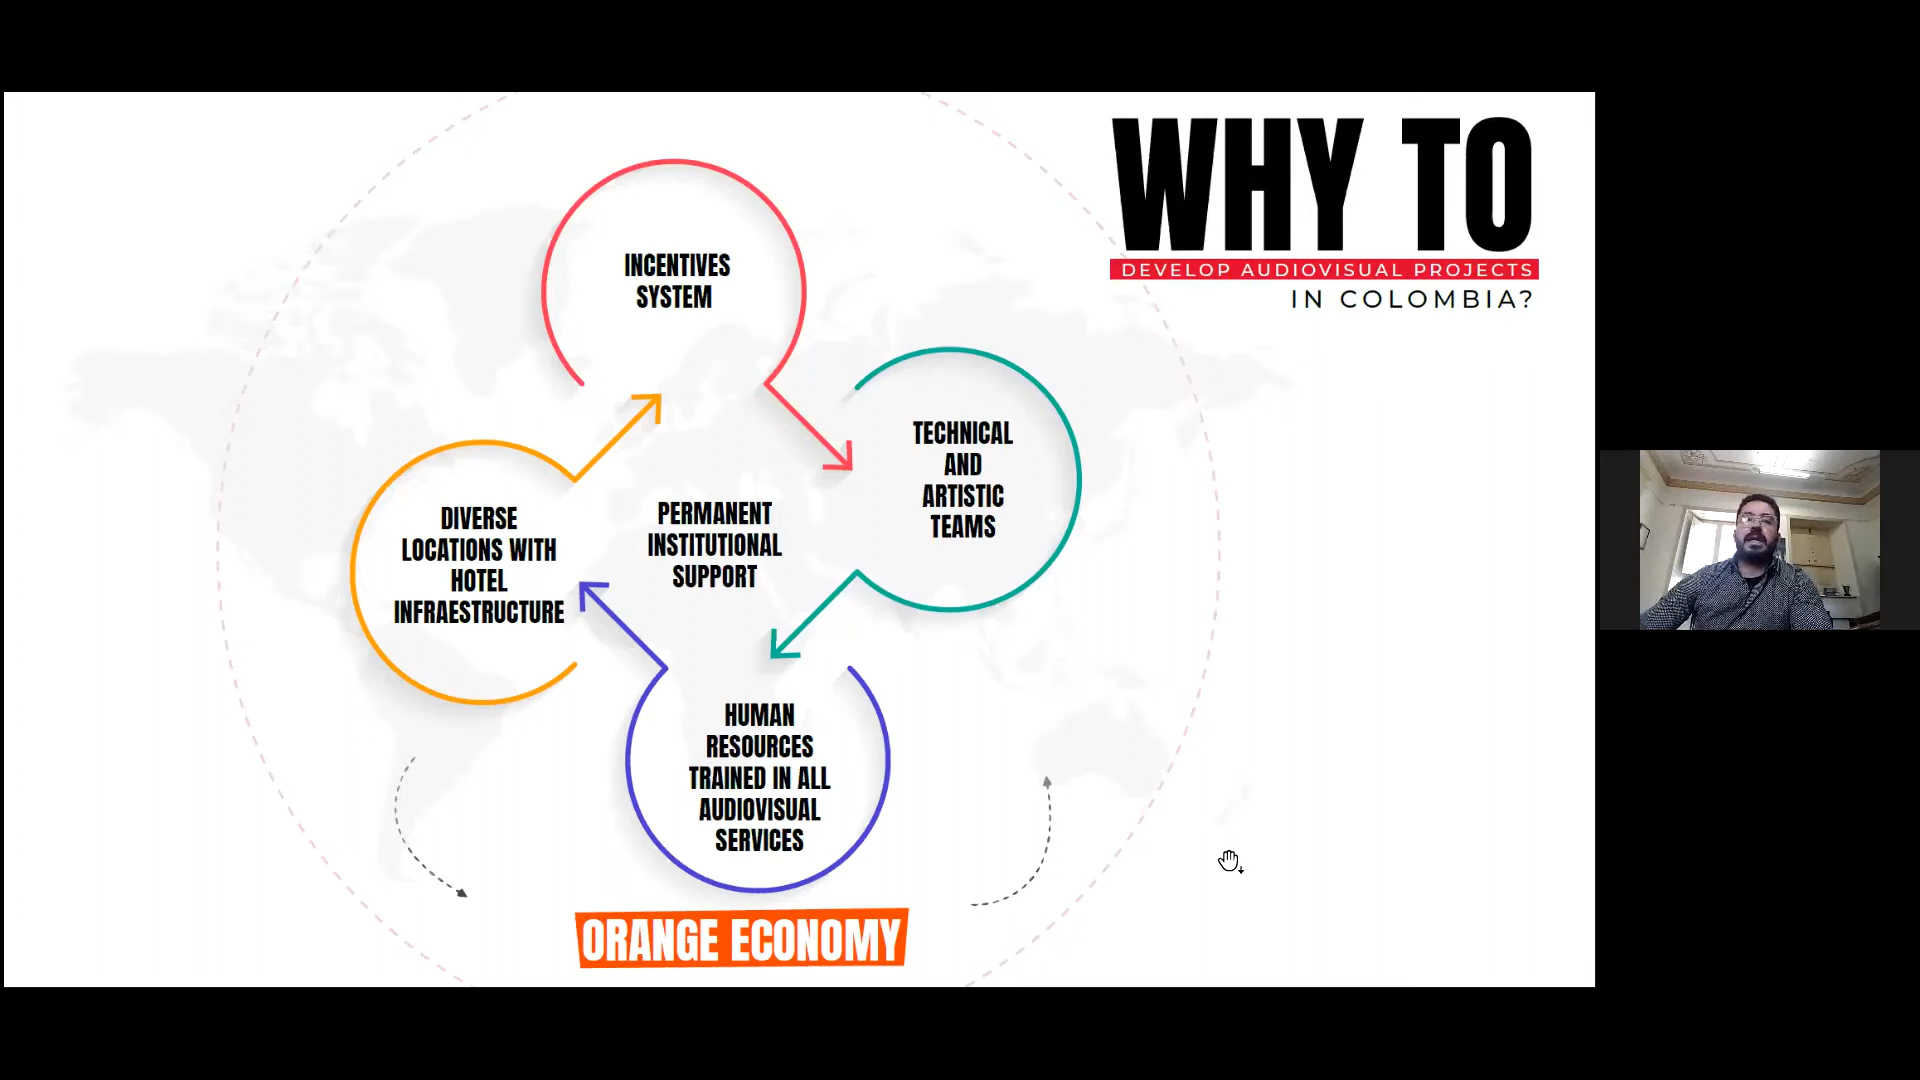 WHY TO
DEVELOP AUDIOVISUAL PROJECTS
IN COLOMBIA?
INCENTIVES
SYSTEM
TECHNICAL
AND
ARTISTIC
TEAMS
PERMANENT
INSTITUTIONAL
SUPPORT
DIVERSE
LOCATIONS WITH
HOTEL
INFRAESTRUCTURE
HUMAN
RESOURCES
TRAINED IN ALL
AUDIOVISUAL
SERVICES
ORANGE ECONOMY